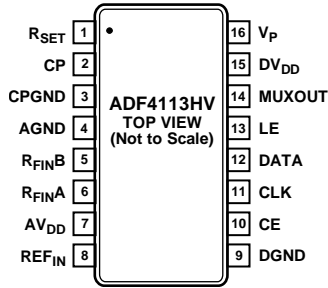 RSET 1
CP 2
CPGND 3
AGND 4
RFINB 5
RFINA 6
AVDD 7
REFIN 8
ADF4113HV
TOP VIEW
(Not to Scale)
16 VP
15 DVDD
14 MUXOUT
13 LE
12 DATA
11 CLK
10 CE
9 DGND